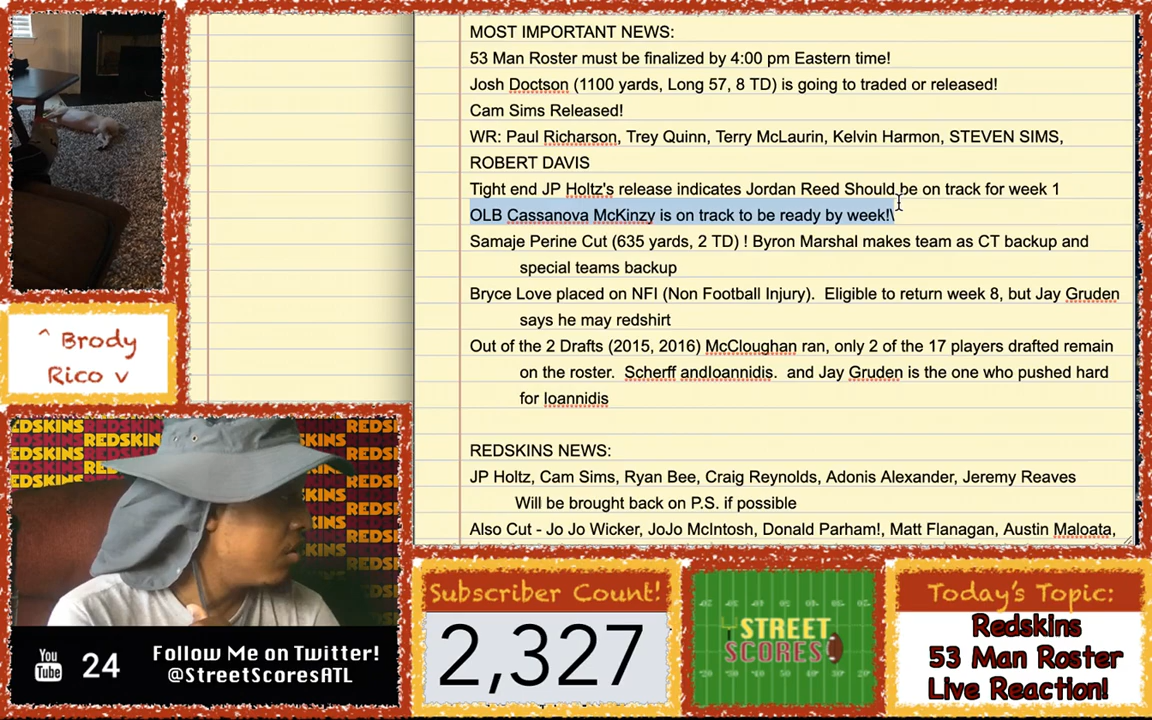 MOST IMPORTANT NEWS:
53 Man Roster must be finalized by 4:00 pm Eastern time!
Josh Doctson (1100 yards, Long 57, 8 TD) is going to traded or released!
Cam Sims Released!
WR: Paul Richarson, Trey Quinn, Terry McLaurin, Kelvin Harmon, STEVEN SIMS,
ROBERT DAVIS
Tight end JP Holtz's release indicates Jordan Reed Should be on track for week 1
OLB Cassanova McKinzy is on track to be ready by week!\
Samaje Perine Cut (635 yards, 2 TD) ! Byron Marshal makes team as CT backup and
special teams backup
Bryce Love placed on NFI (Non Football Injury).  Eligible to return week 8, but Jay Gruden
says he may redshirt
Out of the 2 Drafts (2015, 2016) McCloughan ran, only 2 of the 17 players drafted remain
on the roster.  Scherff andIoannidis.  and Jay Gruden is the one who pushed hard
for Ioannidis
REDSKINS NEWS:
JP Holtz, Cam Sims, Ryan Bee, Craig Reynolds, Adonis Alexander, Jeremy Reaves
Will be brought back on P.S. if possible
Also Cut - Jo Jo Wicker, JoJo McIntosh, Donald Parham!, Matt Flanagan, Austin Maloata,
^ Brody
Rico v
REDSKINS REDSKINS REDSKINS REDS
You Tube 24
Follow Me on Twitter!
@StreetScoresATL
Subscriber Count!
2,327
STREET
SCORES
Today's Topic:
Redskins
53 Man Roster
Live Reaction!